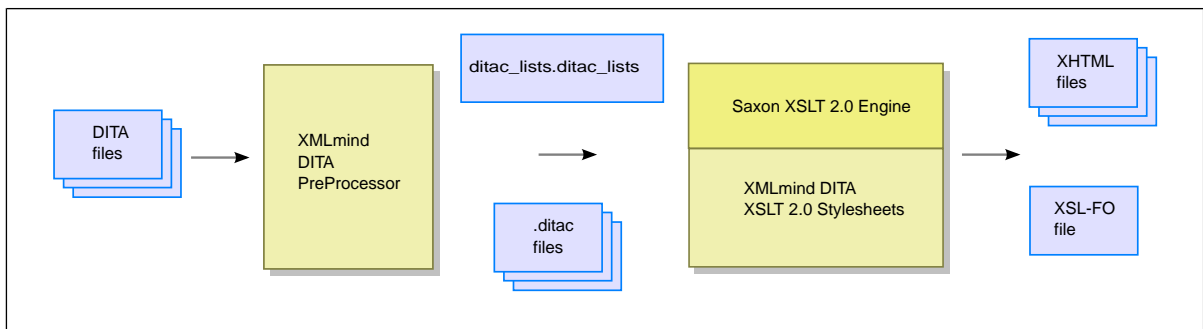 DITA
files
XMLmind
DITA
PreProcessor
ditac_lists.ditac_lists
.ditac
files
Saxon XSLT 2.0 Engine
XMLmind DITA
XSLT 2.0 Stylesheets
XHTML
files
XSL-FO
file